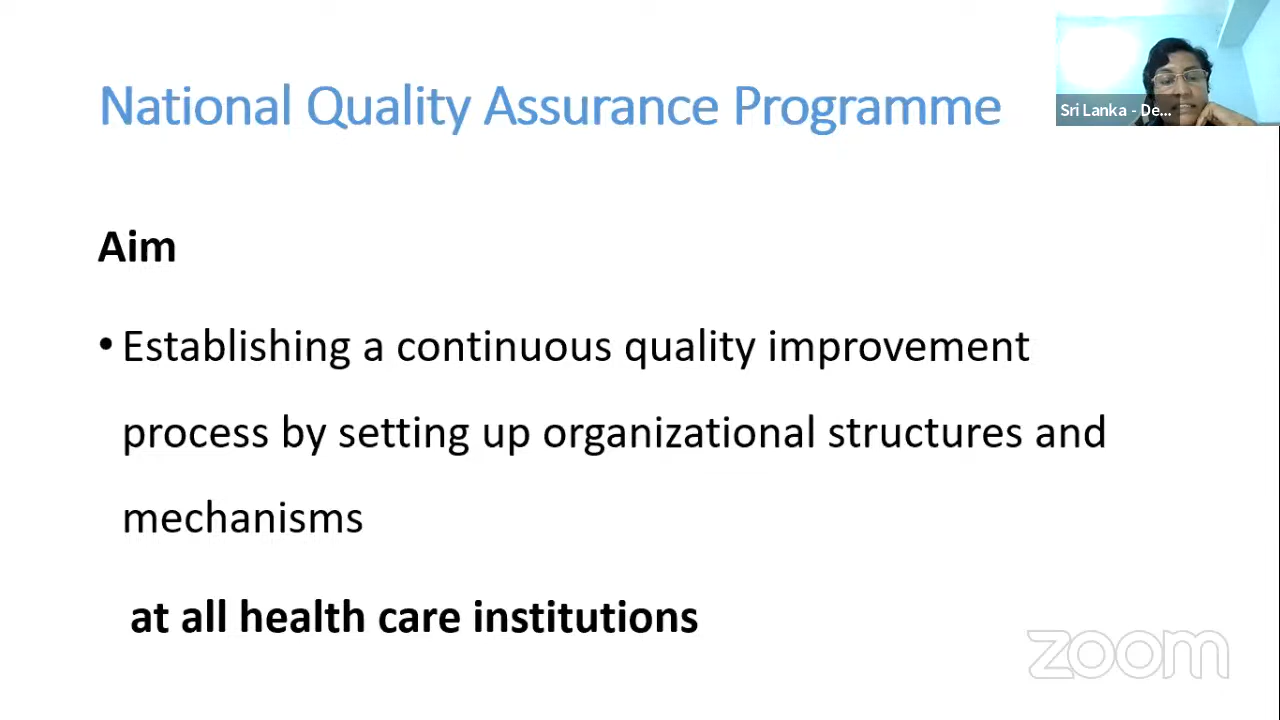 National Quality Assurance Programme
Sri Lanka - De...
Aim
• Establishing a continuous quality improvement
process by setting up organizational structures and
mechanisms
at all health care institutions
zoom